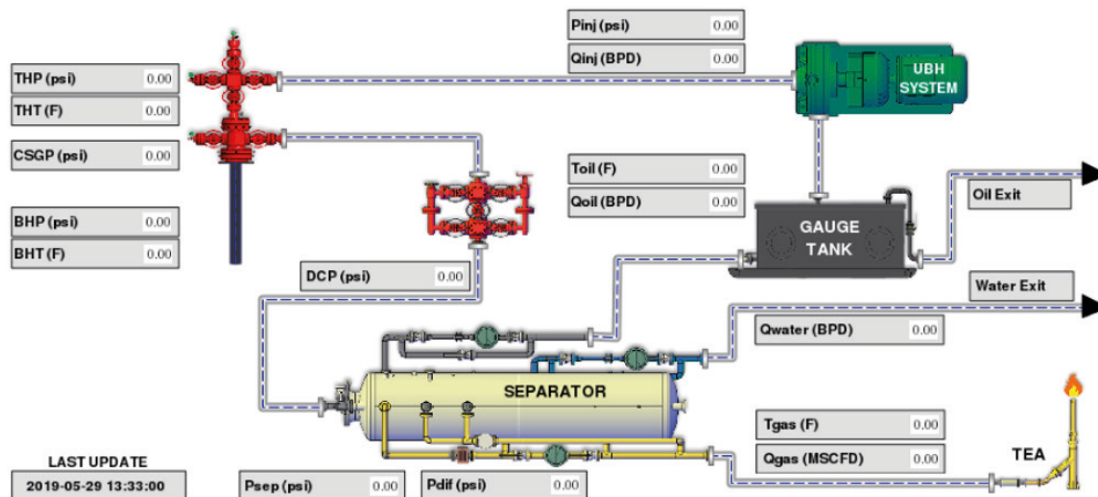 Pinj (psi) 0.00
Qinj (BPD) 0.00
UBH
SYSTEM
THP (psi) 0.00
THT (F) 0.00
CSGP (psi) 0.00
Toil (F) 0.00
Qoil (BPD) 0.00
Oil Exit
BHP (psi) 0.00
BHT (F) 0.00
GAUGE
TANK
DCP (psi) 0.00
Water Exit
Qwater (BPD) 0.00
SEPARATOR
Tgas (F) 0.00
Qgas (MSCFD) 0.00
TEA
LAST UPDATE
2019-05-29 13:33:00
Psep (psi) 0.00
Pdif (psi) 0.00